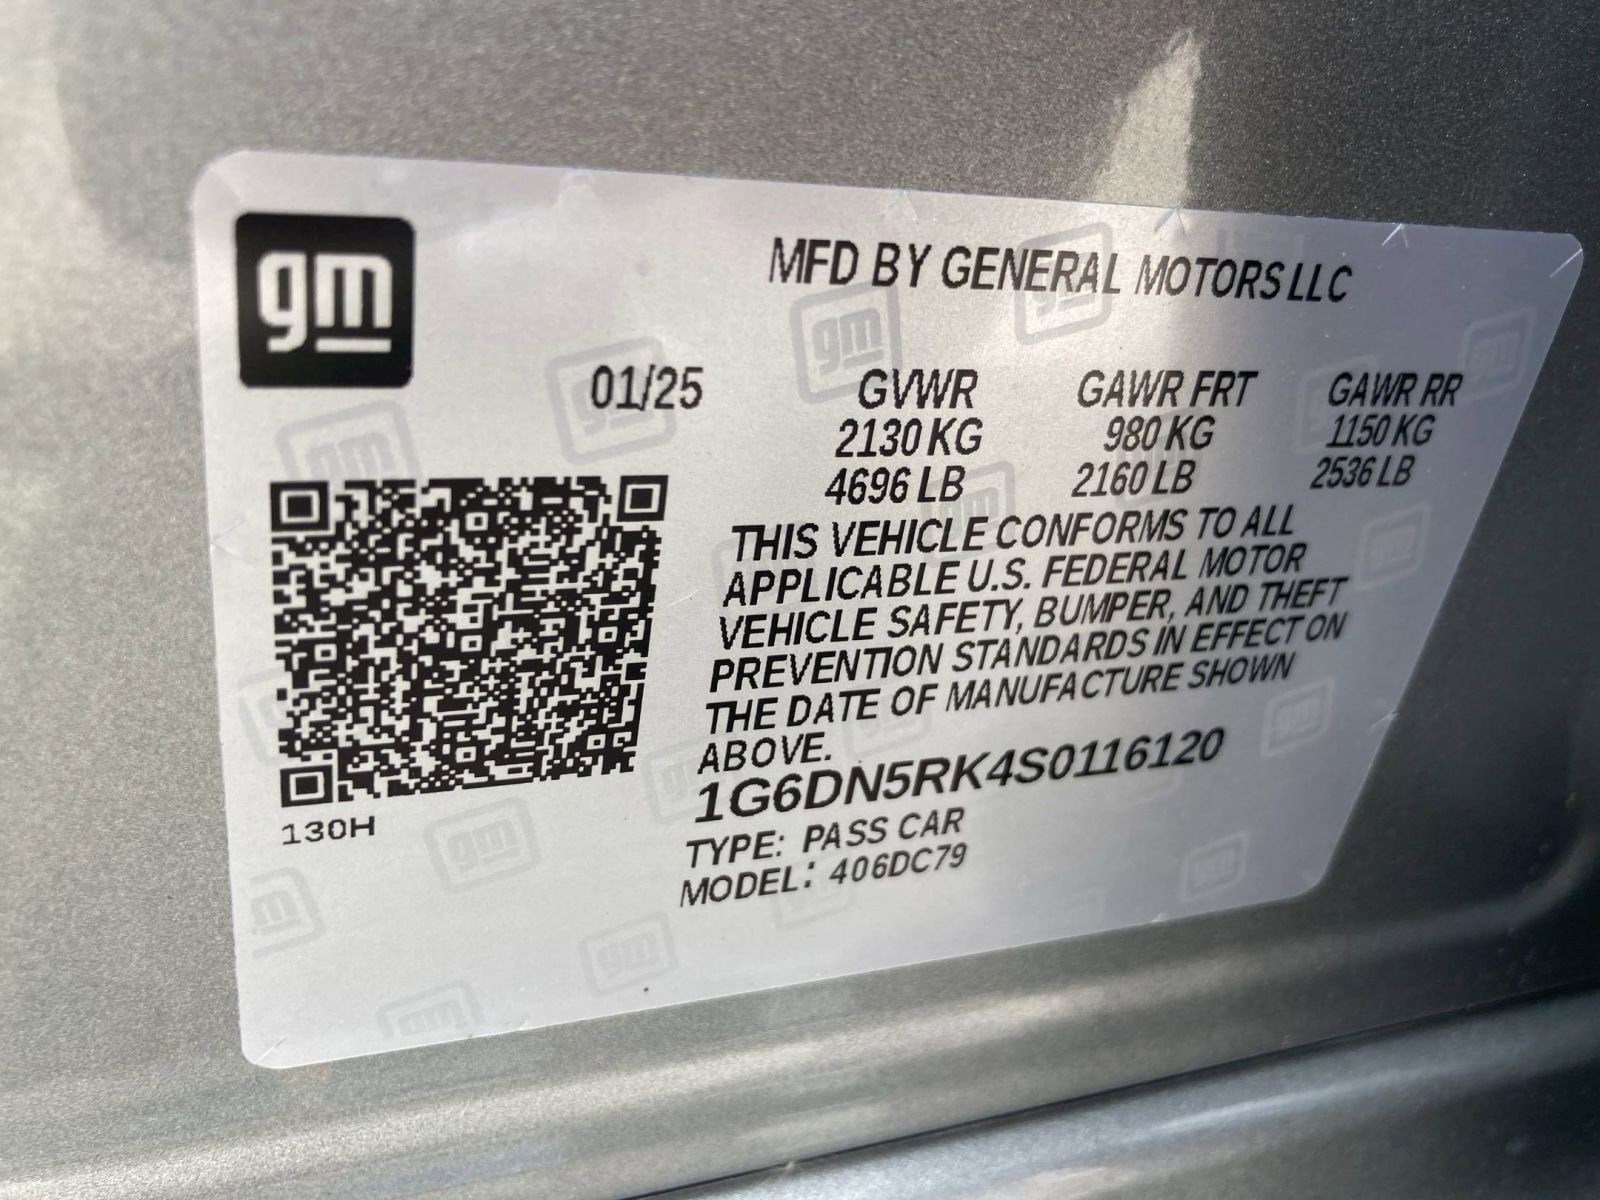 gm
MFD BY GENERAL MOTORS LLC
01/25 GVWR GAWR FRT GAWR RR
2130 KG 980 KG 1150 KG
4696 LB 2160 LB 2536 LB
THIS VEHICLE CONFORMS TO ALL
APPLICABLE U.S. FEDERAL MOTOR
VEHICLE SAFETY, BUMPER, AND THEFT
PREVENTION STANDARDS IN EFFECT ON
THE DATE OF MANUFACTURE SHOWN
ABOVE.
1G6DN5RK4S0116120
130H
TYPE: PASS CAR
MODEL: 406DC79